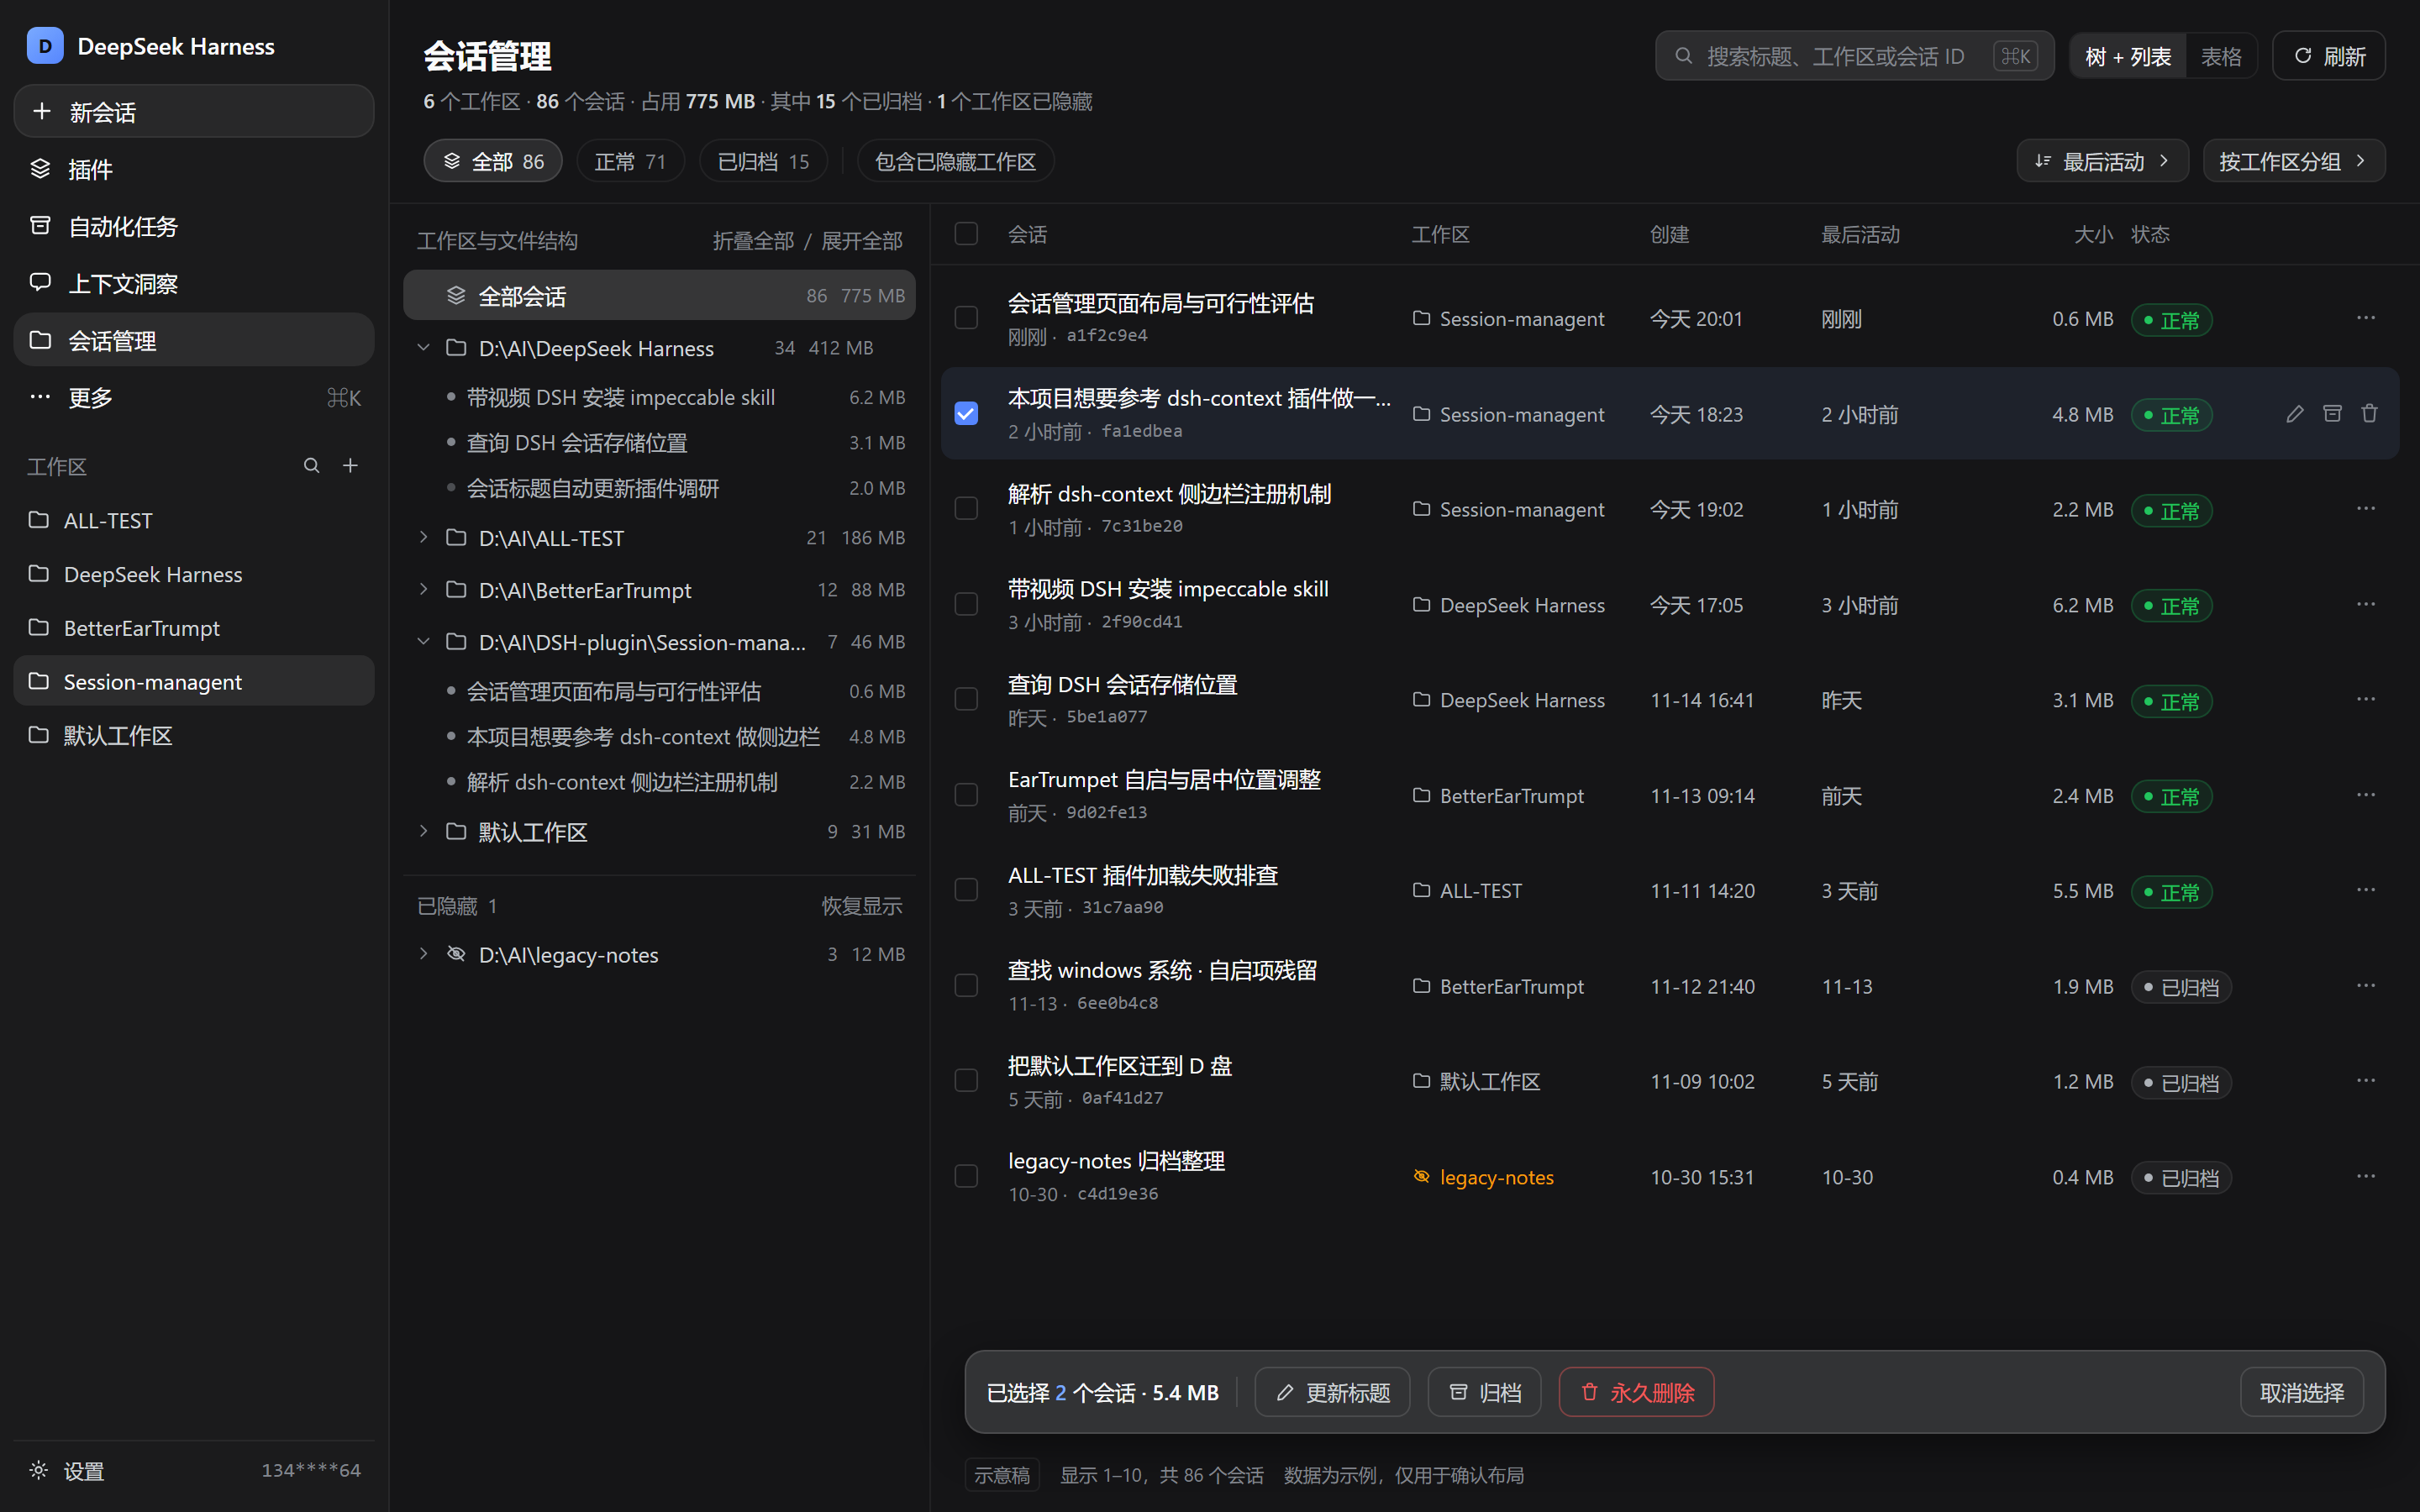 D DeepSeek Harness
新会话
插件
自动化任务
上下文洞察
会话管理
更多 ⌘K
工作区
ALL-TEST
DeepSeek Harness
BetterEarTrumpt
Session-managent
默认工作区
设置 134****64
会话管理
6 个工作区 · 86 个会话 · 占用 775 MB · 其中 15 个已归档 · 1 个工作区已隐藏
搜索标题、工作区或会话 ID ⌘K
树 + 列表 表格
刷新
全部 86 正常 71 已归档 15 包含已隐藏工作区
最后活动 按工作区分组
工作区与文件结构 折叠全部 / 展开全部
全部会话 86 775 MB
D:\AI\DeepSeek Harness 34 412 MB
带视频 DSH 安装 impeccable skill 6.2 MB
查询 DSH 会话存储位置 3.1 MB
会话标题自动更新插件调研 2.0 MB
D:\AI\ALL-TEST 21 186 MB
D:\AI\BetterEarTrumpt 12 88 MB
D:\AI\DSH-plugin\Session-mana... 7 46 MB
会话管理页面布局与可行性评估 0.6 MB
本项目想要参考 dsh-context 做侧边栏 4.8 MB
解析 dsh-context 侧边栏注册机制 2.2 MB
默认工作区 9 31 MB
已隐藏 1 恢复显示
D:\AI\legacy-notes 3 12 MB
会话 工作区 创建 最后活动 大小 状态
会话管理页面布局与可行性评估
刚刚 · a1f2c9e4
Session-managent 今天 20:01 刚刚 0.6 MB 正常
本项目想要参考 dsh-context 插件做一...
2 小时前 · fa1edbea
Session-managent 今天 18:23 2 小时前 4.8 MB 正常
解析 dsh-context 侧边栏注册机制
1 小时前 · 7c31be20
Session-managent 今天 19:02 1 小时前 2.2 MB 正常
带视频 DSH 安装 impeccable skill
3 小时前 · 2f90cd41
DeepSeek Harness 今天 17:05 3 小时前 6.2 MB 正常
查询 DSH 会话存储位置
昨天 · 5be1a077
DeepSeek Harness 11-14 16:41 昨天 3.1 MB 正常
EarTrumpet 自启与居中位置调整
前天 · 9d02fe13
BetterEarTrumpt 11-13 09:14 前天 2.4 MB 正常
ALL-TEST 插件加载失败排查
3 天前 · 31c7aa90
ALL-TEST 11-11 14:20 3 天前 5.5 MB 正常
查找 windows 系统 · 自启项残留
11-13 · 6ee0b4c8
BetterEarTrumpt 11-12 21:40 11-13 1.9 MB 已归档
把默认工作区迁到 D 盘
5 天前 · 0af41d27
默认工作区 11-09 10:02 5 天前 1.2 MB 已归档
legacy-notes 归档整理
10-30 · c4d19e36
legacy-notes 10-30 15:31 10-30 0.4 MB 已归档
已选择 2 个会话 · 5.4 MB 更新标题 归档 永久删除 取消选择
示意稿 显示 1–10，共 86 个会话 数据为示例，仅用于确认布局